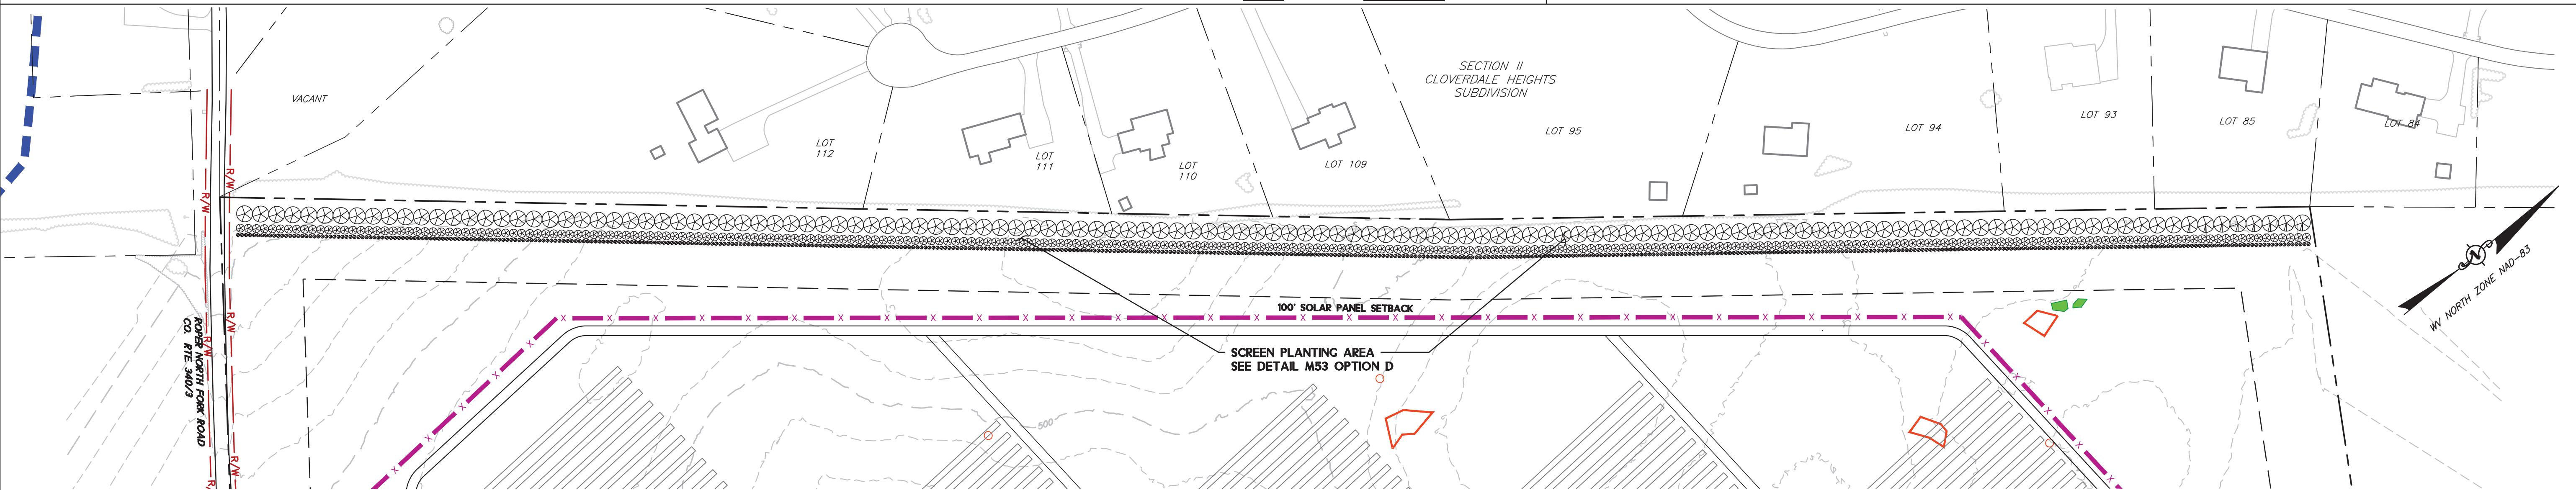 SECTION II
CLOVERDALE HEIGHTS
SUBDIVISION
VACANT
LOT
112
LOT
111
LOT
110
LOT 109
LOT 95
LOT 94
LOT 93
LOT 85
LOT 84
R/W
R/W
R/W
R/W
R/W
ROPER NORTH FORK ROAD
CO. RTE. 340/3
100' SOLAR PANEL SETBACK
SCREEN PLANTING AREA
SEE DETAIL M53 OPTION D
500
N
WV NORTH ZONE NAD-83